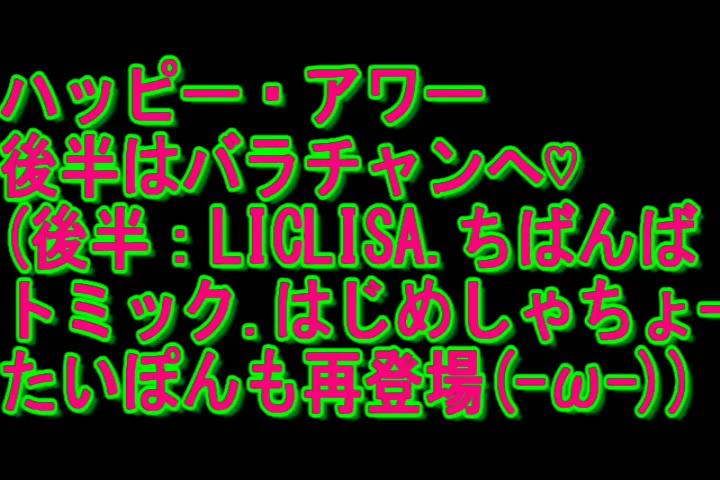 ハッピー・アワー
後半はバラチャンへ♡
(後半：LICLISA.ちばんば
トミック.はじめしゃちょー
たいぽんも再登場(-ω-))